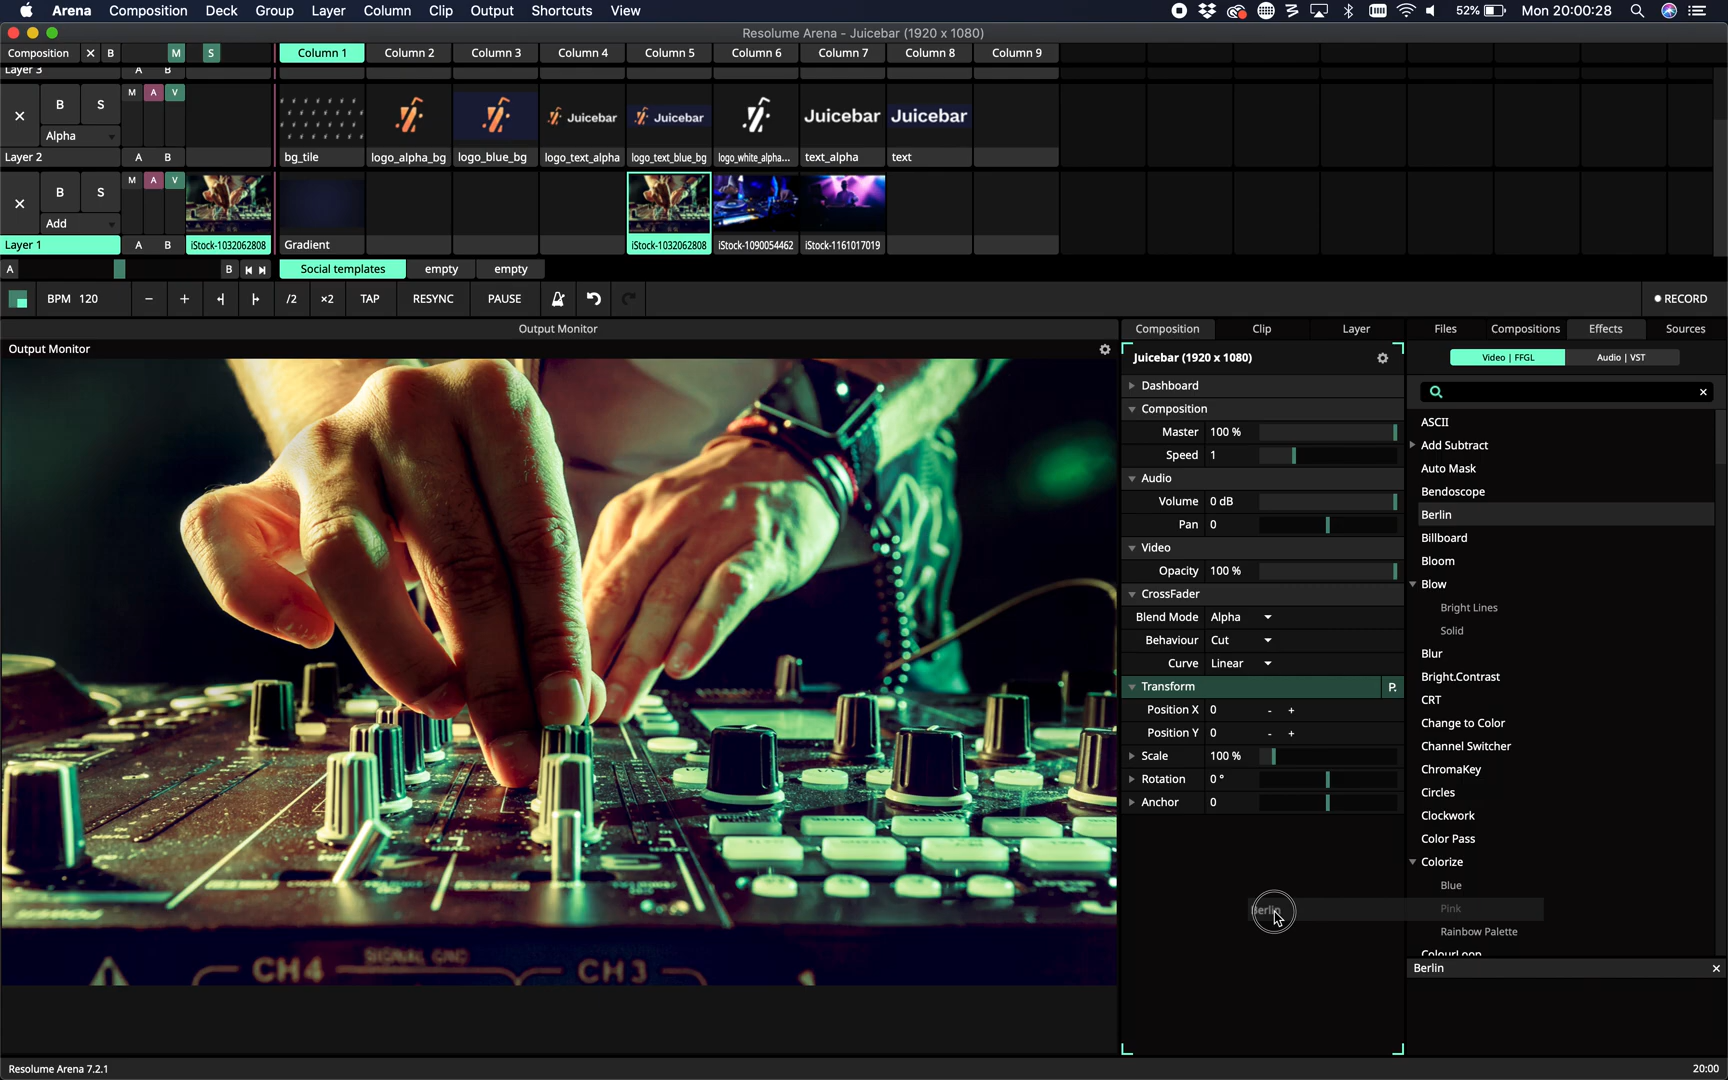 Arena Composition Deck Group Layer Column Clip Output Shortcuts View 52% Mon 20:00:28
Resolume Arena - Juicebar (1920 x 1080)
Composition B M S Column 1 Column 2 Column 3 Column 4 Column 5 Column 6 Column 7 Column 8 Column 9
Layer 3 A B
B S M A V
Juicebar Juicebar Juicebar Juicebar
Alpha
Layer 2 A B bg_tile logo_alpha_bg logo_blue_bg logo_text_alpha logo_text_blue_bg logo_white_alpha... text_alpha text
B S M A V
Add
Layer 1 A B iStock-1032062808 Gradient iStock-1032062808 iStock-1090054462 iStock-1161017019
A B Social templates empty empty
BPM 120 - + /2 ×2 TAP RESYNC PAUSE RECORD
Output Monitor Composition Clip Layer Files Compositions Effects Sources
Output Monitor
Juicebar (1920 x 1080)
Video | FFGL Audio | VST
Dashboard
Composition
Master 100 %
Speed 1
Audio
Volume 0 dB
Pan 0
Video
Opacity 100 %
CrossFader
Blend Mode Alpha
Behaviour Cut
Curve Linear
Transform P.
Position X 0 - +
Position Y 0 - +
Scale 100 %
Rotation 0 °
Anchor 0
Berlin
ASCII
Add Subtract
Auto Mask
Bendoscope
Berlin
Billboard
Bloom
Blow
Bright Lines
Solid
Blur
Bright.Contrast
CRT
Change to Color
Channel Switcher
ChromaKey
Circles
Clockwork
Color Pass
Colorize
Blue
Pink
Rainbow Palette
ColourLoop
Berlin
SIGNAL GND
CH4 CH3
Resolume Arena 7.2.1 20:00